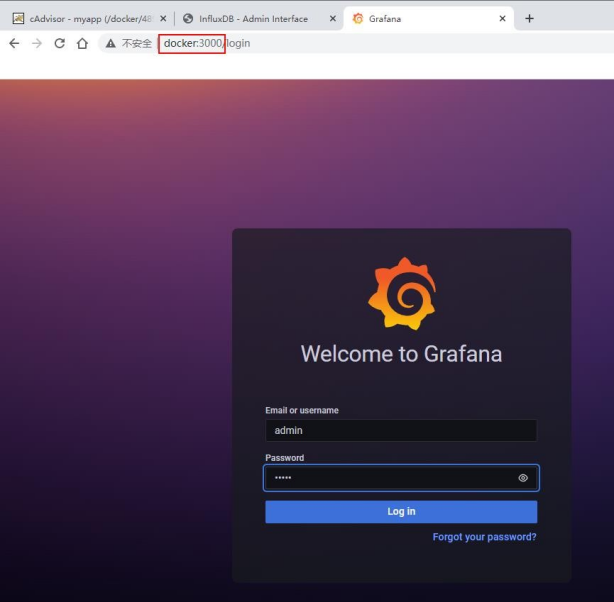 cAdvisor - myapp (/docker/48
InfluxDB - Admin Interface
Grafana
不安全 | docker:3000/login
Welcome to Grafana
Email or username
admin
Password
•••••
Log in
Forgot your password?